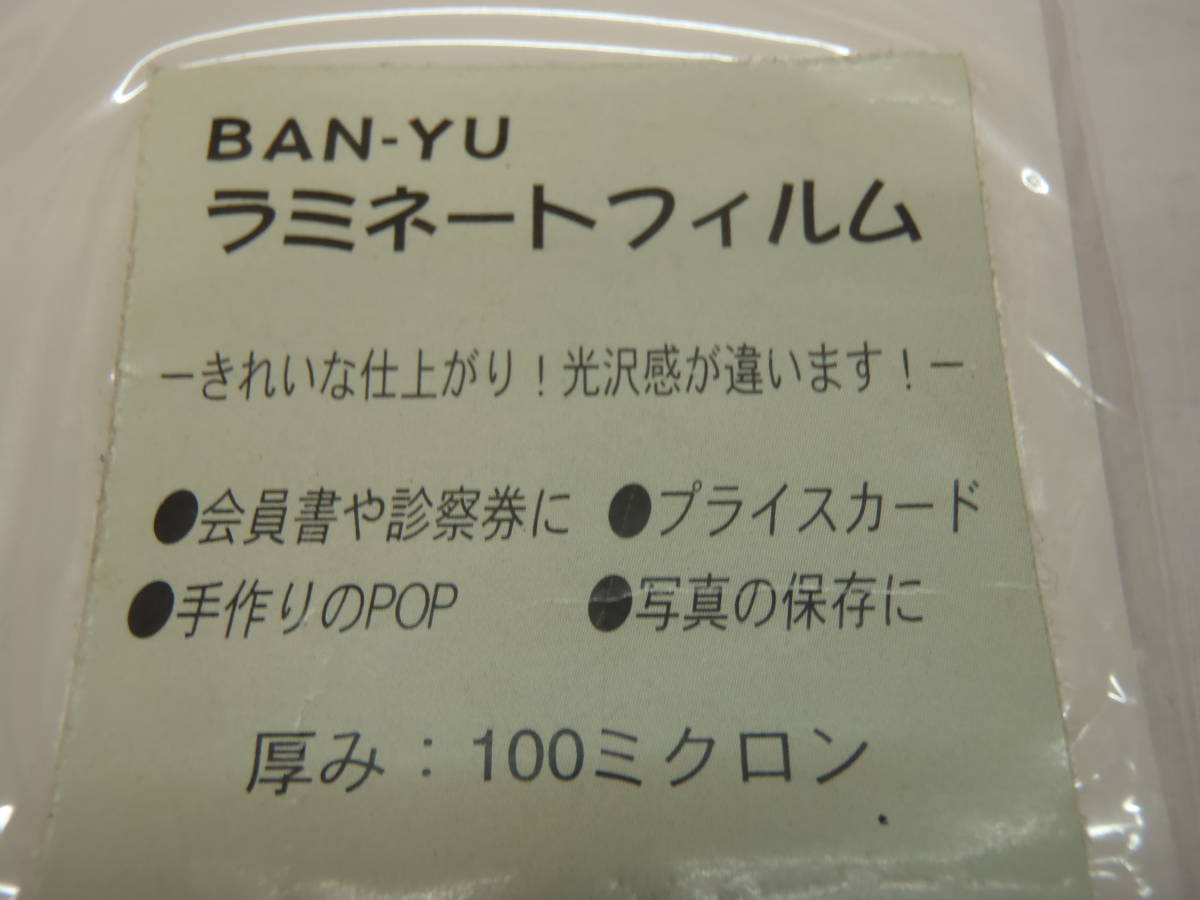 BAN-YU
ラミネートフィルム
ーきれいな仕上がり！光沢感が違います！ー
●会員書や診察券に ●プライスカード
●手作りのPOP ●写真の保存に
厚み：100ミクロン